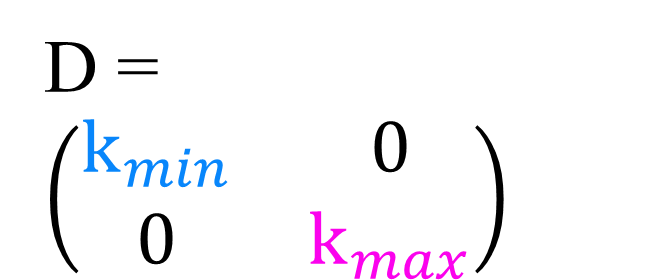 D =
k_min 0
0 k_max